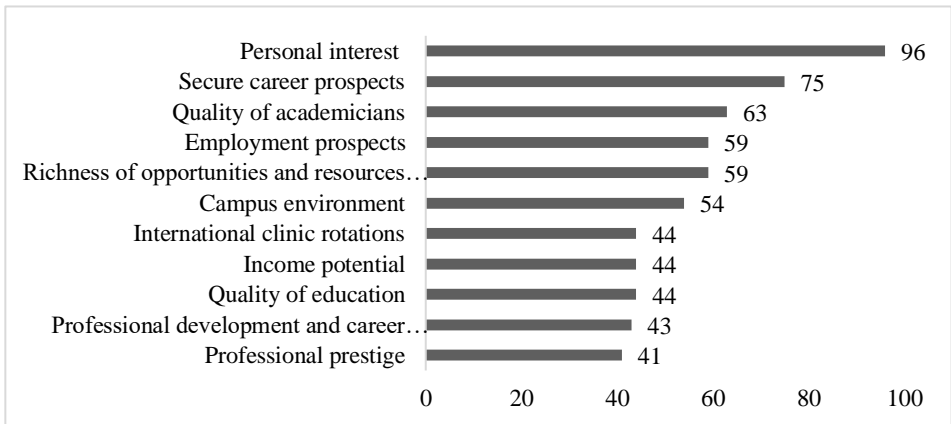 Personal interest 96
Secure career prospects 75
Quality of academicians 63
Employment prospects 59
Richness of opportunities and resources… 59
Campus environment 54
International clinic rotations 44
Income potential 44
Quality of education 44
Professional development and career… 43
Professional prestige 41
0 20 40 60 80 100